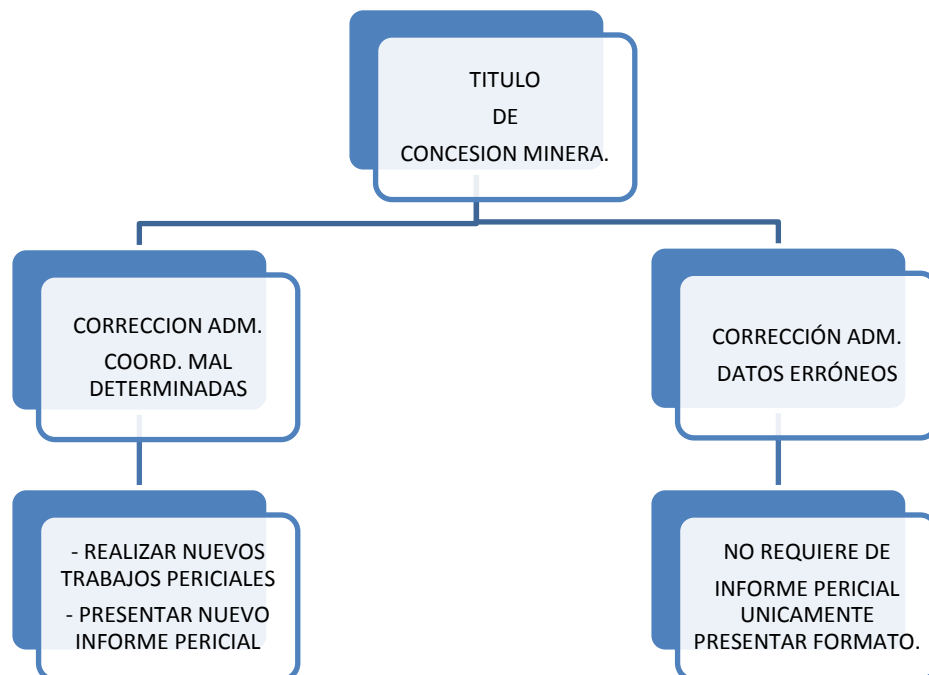 TITULO
DE
CONCESION MINERA.
CORRECCION ADM.
COORD. MAL
DETERMINADAS
CORRECCIÓN ADM.
DATOS ERRÓNEOS
- REALIZAR NUEVOS
TRABAJOS PERICIALES
- PRESENTAR NUEVO
INFORME PERICIAL
NO REQUIERE DE
INFORME PERICIAL
UNICAMENTE
PRESENTAR FORMATO.